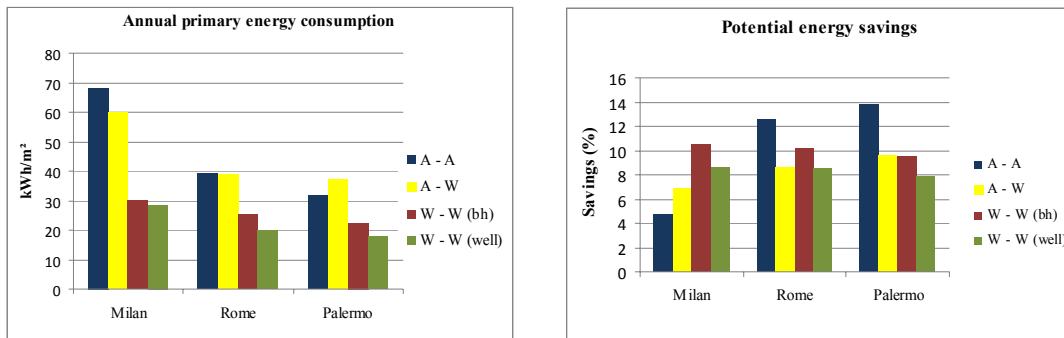 Annual primary energy consumption
80
70
60
50
40
30
20
10
0
kWh/m²
Milan
Rome
Palermo
A - A
A - W
W - W (bh)
W - W (well)
Potential energy savings
16
14
12
10
8
6
4
2
0
Savings (%)
Milan
Rome
Palermo
A - A
A - W
W - W (bh)
W - W (well)